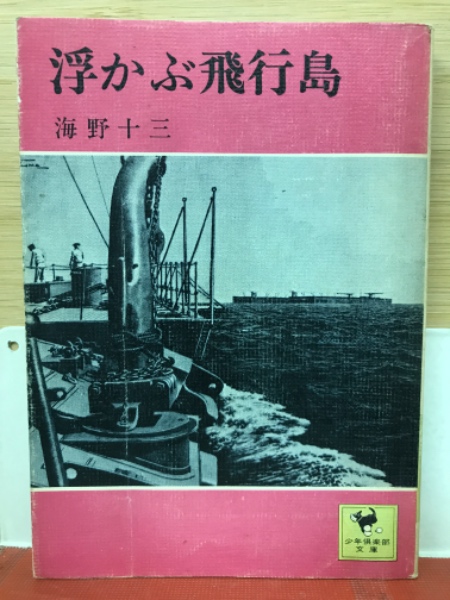 浮かぶ飛行島
海野十三
少年倶楽部
文庫